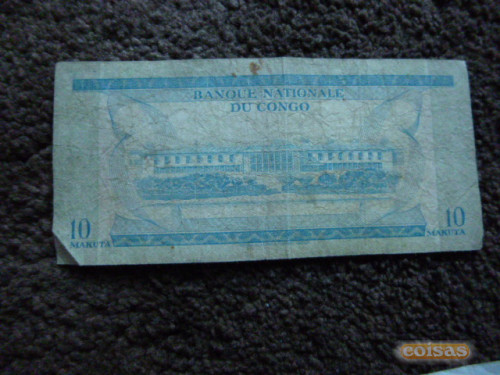 BANQUE NATIONALE
DU CONGO
10
MAKUTA
10
MAKUTA
coisas